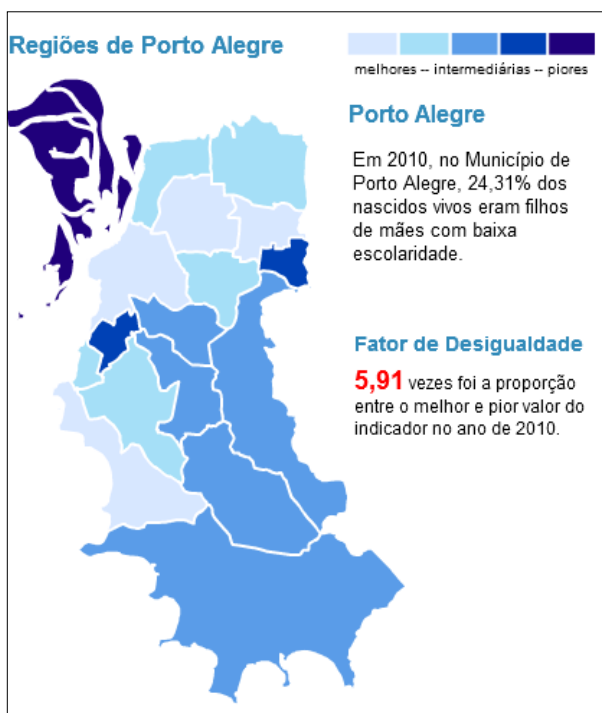 Regiões de Porto Alegre
melhores -- intermediárias -- piores
Porto Alegre
Em 2010, no Município de
Porto Alegre, 24,31% dos
nascidos vivos eram filhos
de mães com baixa
escolaridade.
Fator de Desigualdade
5,91 vezes foi a proporção
entre o melhor e pior valor do
indicador no ano de 2010.